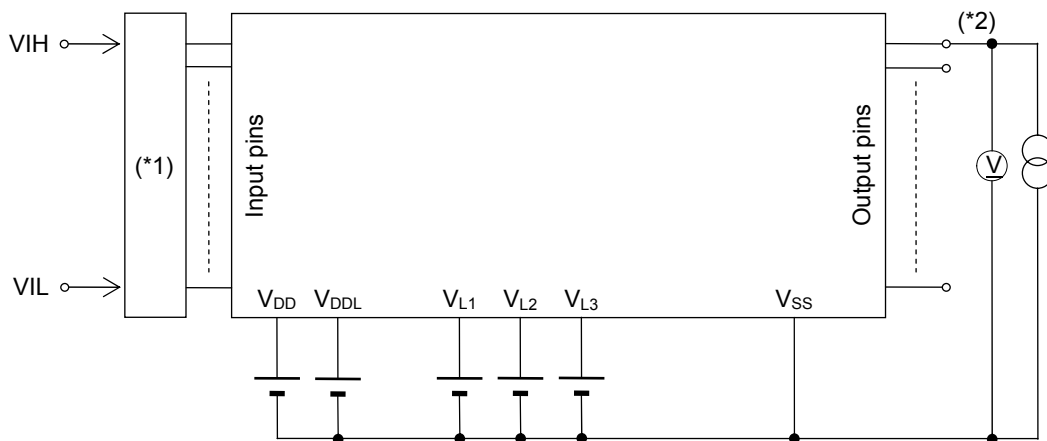 (*2)
VIH
(*1)
Input pins
Output pins
V
VIL
VDD
VDDL
VL1
VL2
VL3
VSS